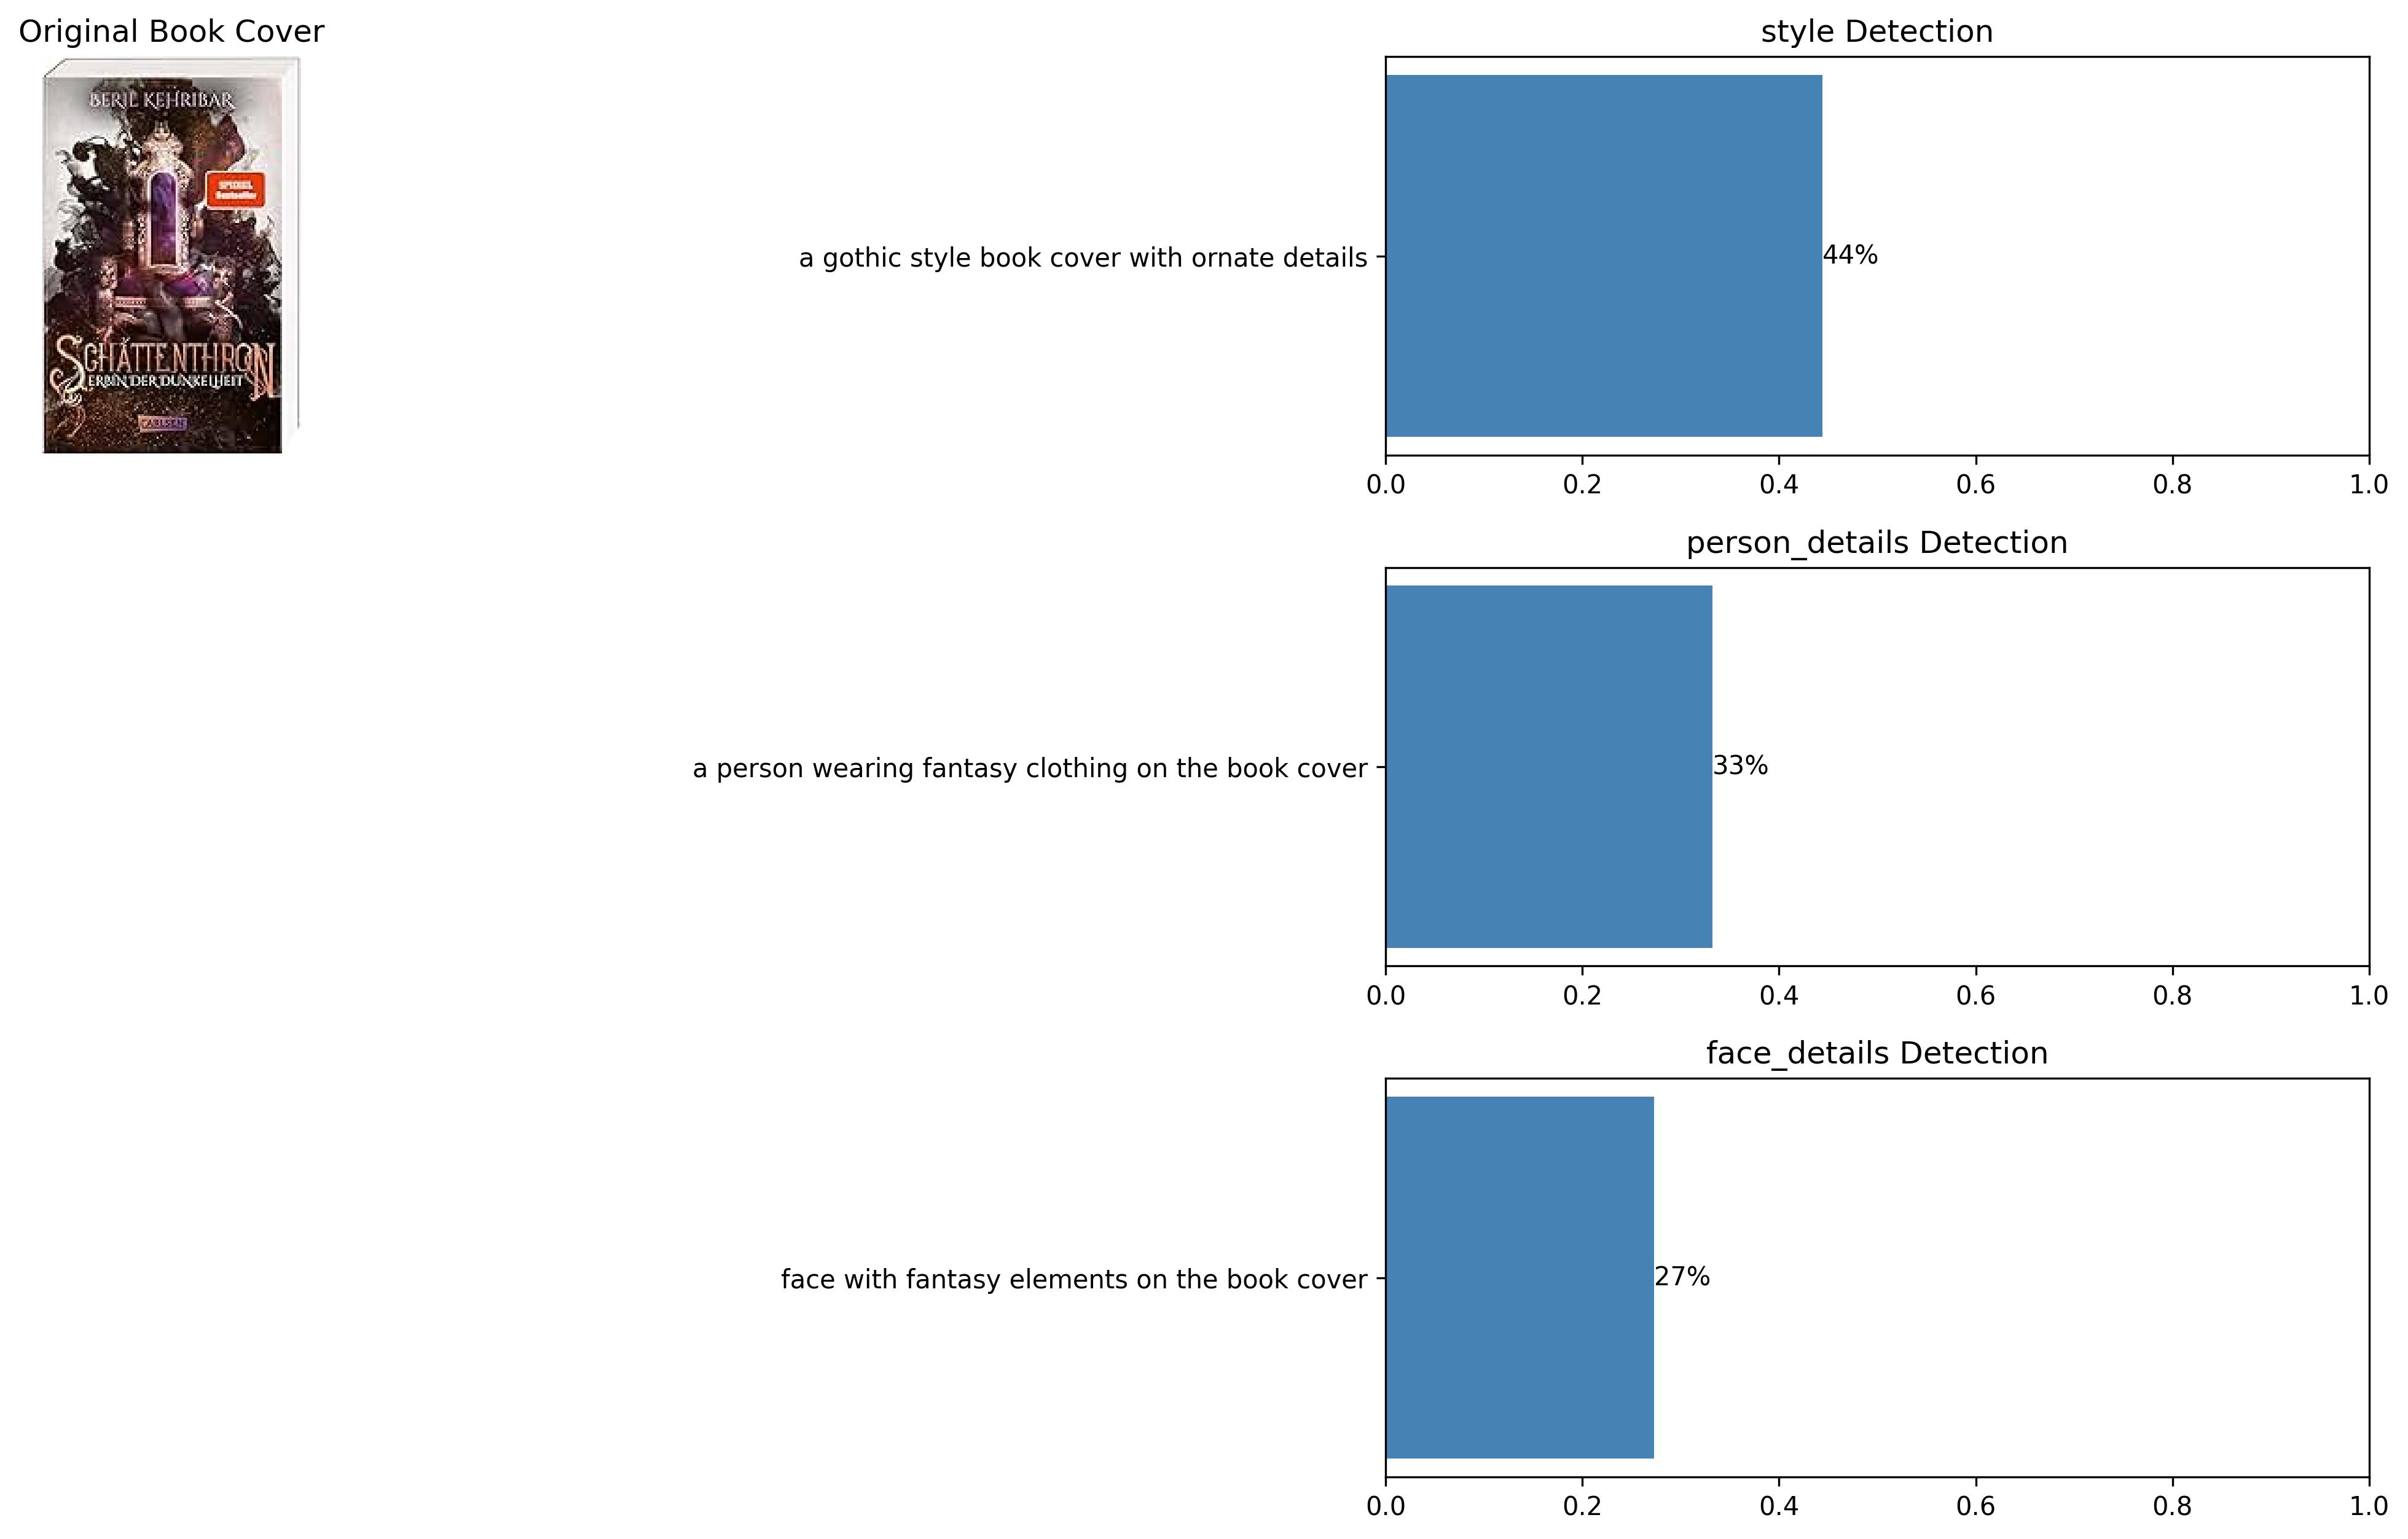 Original Book Cover
BERIL KEHRIBAR
SPIEGEL
Bestseller
SCHATTENTHRON
ERBIN DER DUNKELHEIT
CARLSEN
style Detection
a gothic style book cover with ornate details
44%
0.0 0.2 0.4 0.6 0.8 1.0
person_details Detection
a person wearing fantasy clothing on the book cover
33%
0.0 0.2 0.4 0.6 0.8 1.0
face_details Detection
face with fantasy elements on the book cover
27%
0.0 0.2 0.4 0.6 0.8 1.0